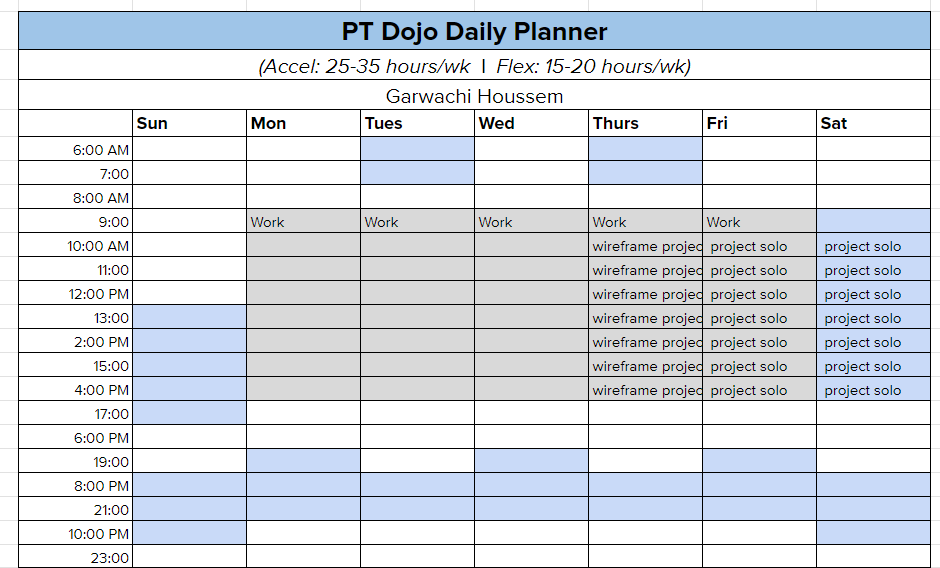 PT Dojo Daily Planner
(Accel: 25-35 hours/wk | Flex: 15-20 hours/wk)
Garwachi Houssem
Sun Mon Tues Wed Thurs Fri Sat
6:00 AM
7:00
8:00 AM
9:00 Work Work Work Work Work
10:00 AM wireframe projec project solo project solo
11:00 wireframe projec project solo project solo
12:00 PM wireframe projec project solo project solo
13:00 wireframe projec project solo project solo
2:00 PM wireframe projec project solo project solo
15:00 wireframe projec project solo project solo
4:00 PM wireframe projec project solo project solo
17:00
6:00 PM
19:00
8:00 PM
21:00
10:00 PM
23:00